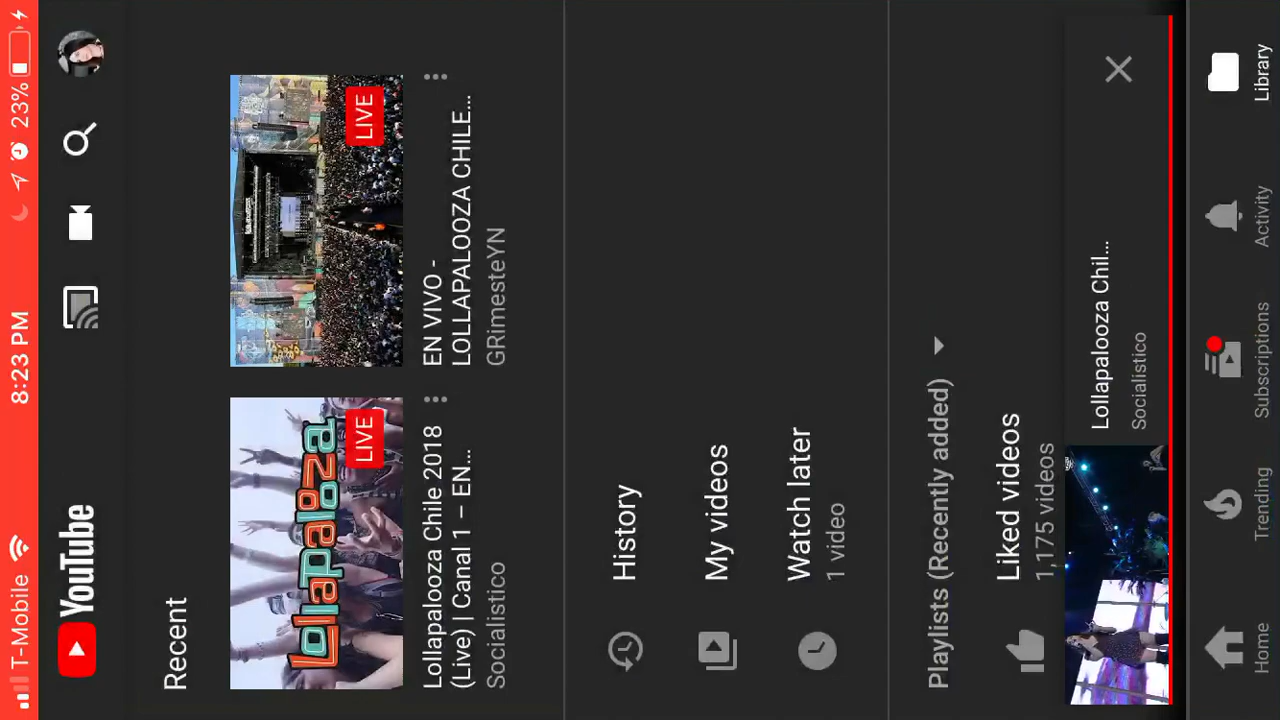 T-Mobile 8:23 PM 23%
YouTube
Recent
LIVE
LollaPaLooza
Lollapalooza Chile 2018
(Live) | Canal 1 – EN...
Socialistico
LIVE
EN VIVO -
LOLLAPALOOZA CHILE...
GRimesteYN
History
My videos
Watch later
1 video
Playlists (Recently added)
Liked videos
1,175 videos
Lollapalooza Chil...
Socialistico
Home
Trending
Subscriptions
Activity
Library